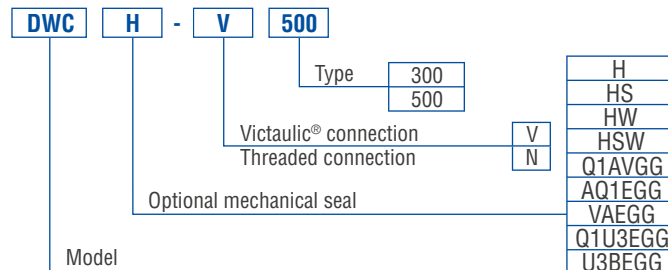 DWC H - V 500
Type 300
500
H
HS
HW
HSW
Q1AVGG
AQ1EGG
VAEGG
Q1U3EGG
U3BEGG
Victaulic® connection V
Threaded connection N
Optional mechanical seal
Model